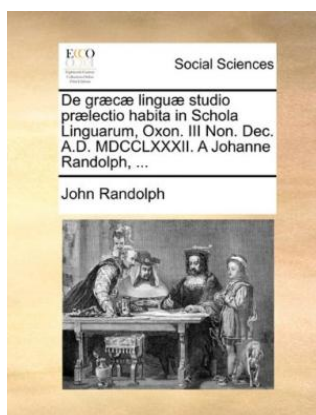 ECCO
Social Sciences
De græcæ linguæ studio
prælectio habita in Schola
Linguarum, Oxon. III Non. Dec.
A.D. MDCCLXXXII. A Johanne
Randolph, ...
John Randolph